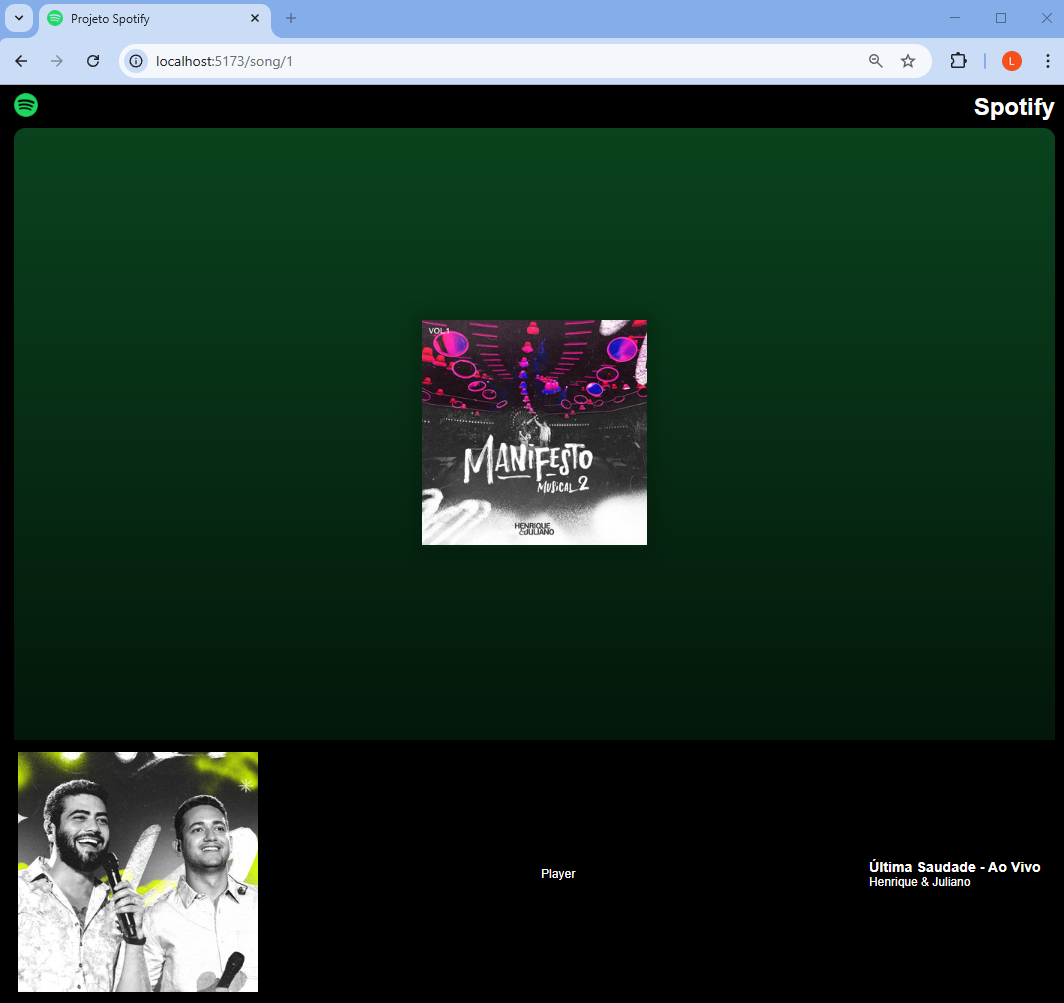 Projeto Spotify
localhost:5173/song/1
L
Spotify
VOL.1
MANIFESTO
MUSICAL 2
HENRIQUE
&JULIANO
Player
Última Saudade - Ao Vivo
Henrique & Juliano